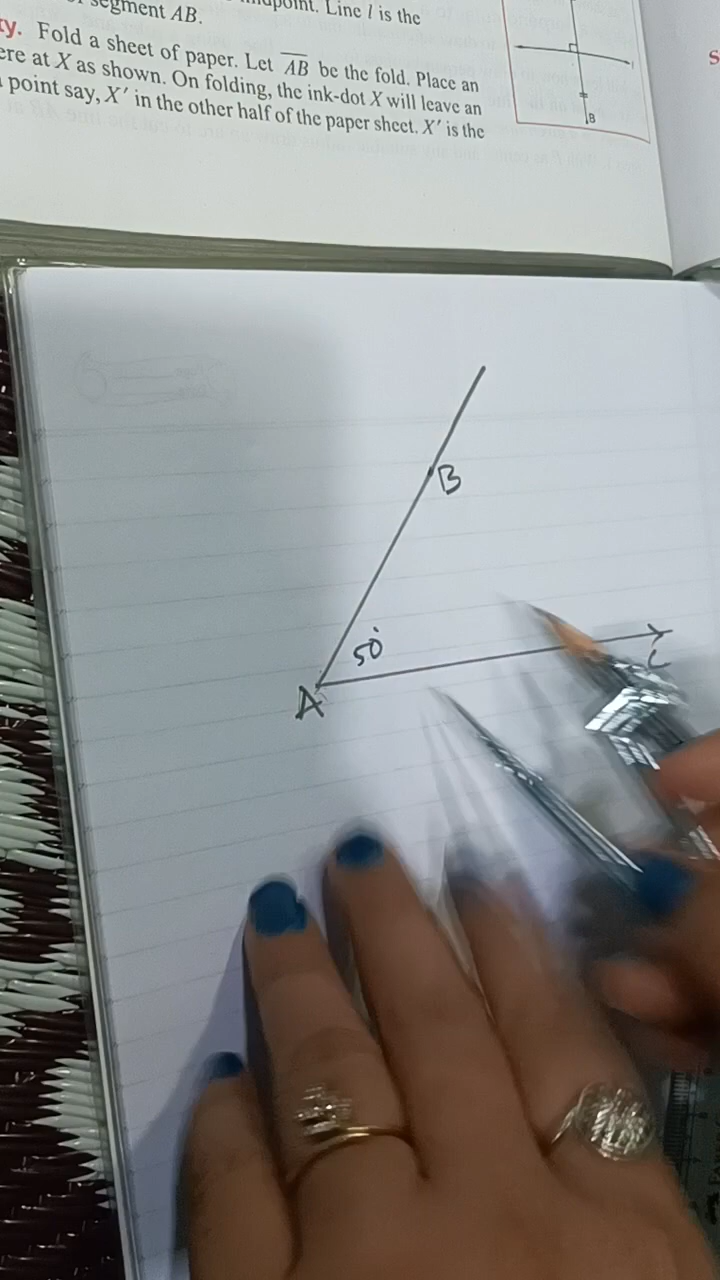 segment AB.
Line l is the
ty. Fold a sheet of paper. Let AB be the fold. Place an
ere at X as shown. On folding, the ink-dot X will leave an
point say, X′ in the other half of the paper sheet. X′ is the
B
B
50°
A
C